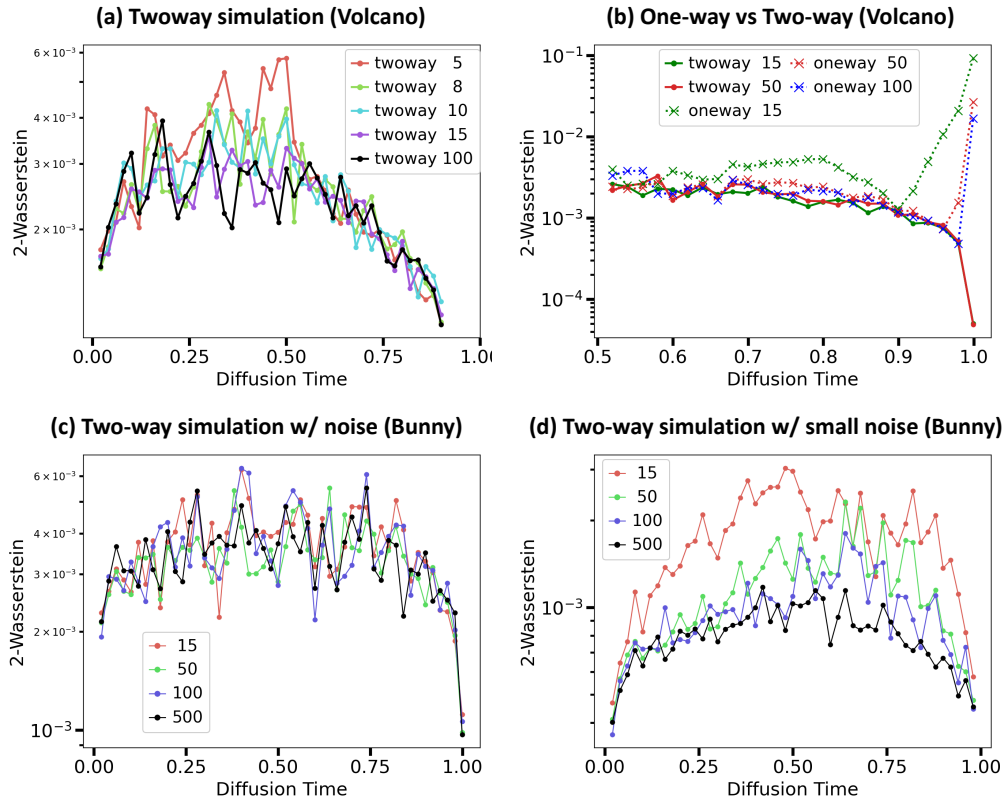 (a) Twoway simulation (Volcano)
6 × 10⁻³
4 × 10⁻³
3 × 10⁻³
2 × 10⁻³
2-Wasserstein
twoway 5
twoway 8
twoway 10
twoway 15
twoway 100
0.00 0.25 0.50 0.75 1.00
Diffusion Time
(b) One-way vs Two-way (Volcano)
10⁻¹
10⁻²
10⁻³
10⁻⁴
2-Wasserstein
twoway 15
twoway 50
oneway 15
oneway 50
oneway 100
0.5 0.6 0.7 0.8 0.9 1.0
Diffusion Time
(c) Two-way simulation w/ noise (Bunny)
6 × 10⁻³
4 × 10⁻³
3 × 10⁻³
2 × 10⁻³
10⁻³
2-Wasserstein
15
50
100
500
0.00 0.25 0.50 0.75 1.00
Diffusion Time
(d) Two-way simulation w/ small noise (Bunny)
10⁻³
2-Wasserstein
15
50
100
500
0.00 0.25 0.50 0.75 1.00
Diffusion Time